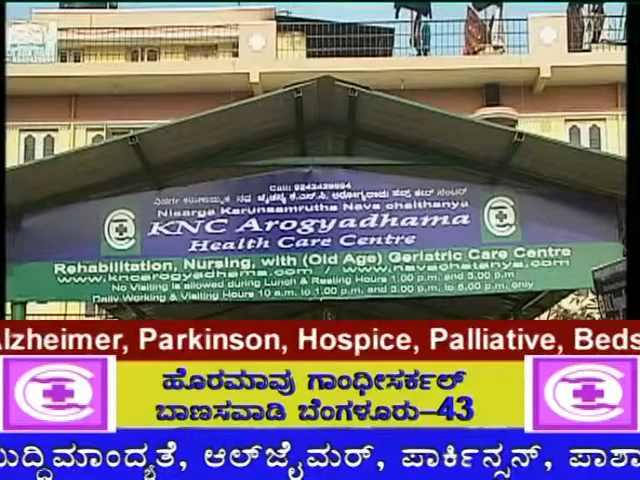 Call: 9243429994
Nisarga Karunaamrutha Nava chaithanya
KNC Arogyadhama
Health Care Centre
Rehabilitation, Nursing, with (Old Age) Geriatric Care Centre
www.kncarogyadhama.com / www.navachatanya.com
No Visiting is allowed during Lunch & Resting Hours 1.00 p.m. and 3.00 p.m.
Daily Working & Visiting Hours 10 a.m. to 1.00 p.m. and 3.00 p.m. to 6.00 p.m. only
Alzheimer, Parkinson, Hospice, Palliative, Beds
ಹೊರಮಾವು ಗಾಂಧೀಸರ್ಕಲ್
ಬಾಣಸವಾಡಿ ಬೆಂಗಳೂರು-43
ಬುದ್ಧಿಮಾಂದ್ಯತೆ, ಆಲ್‌ಜೈಮರ್, ಪಾರ್ಕಿನ್ಸನ್, ಪಾರ್ಶಾ